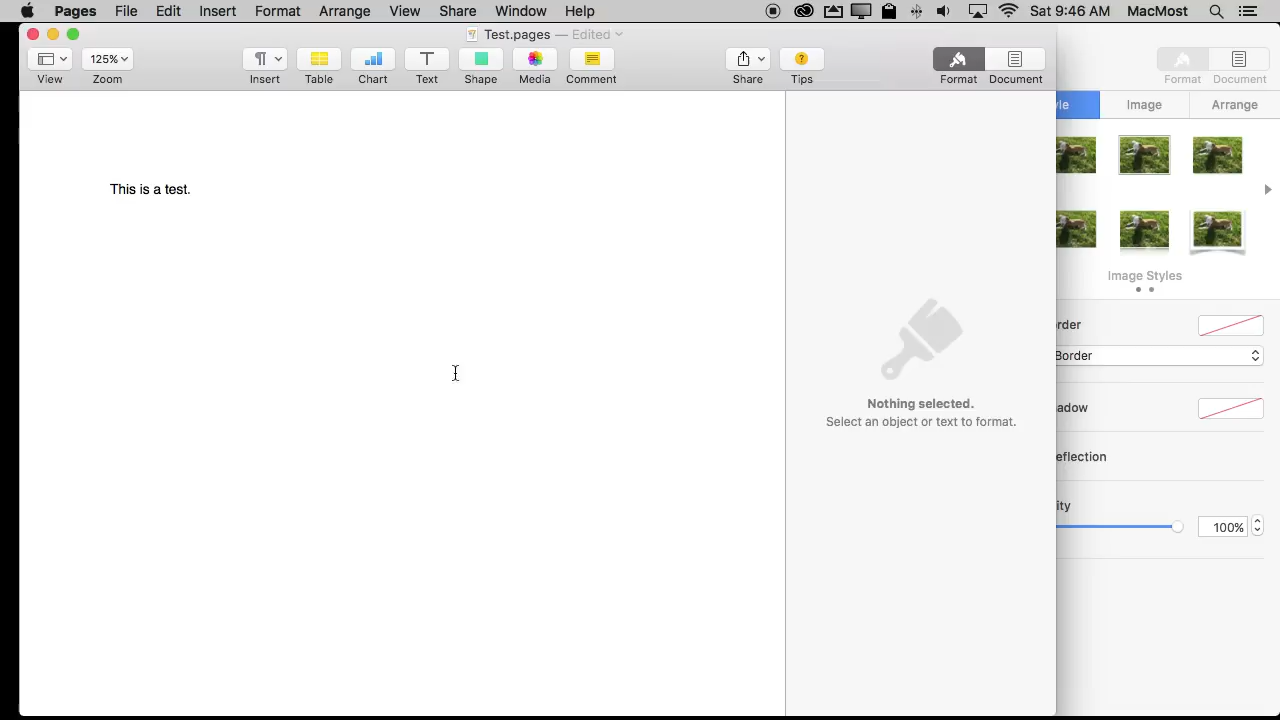 Pages File Edit Insert Format Arrange View Share Window Help Sat 9:46 AM MacMost
Test.pages — Edited
125%
View Zoom Insert Table Chart Text Shape Media Comment Share Tips Format Document
Format Document
yle Image Arrange
This is a test.
Image Styles
rder
Border
Nothing selected.
Select an object or text to format.
adow
eflection
ity
100%